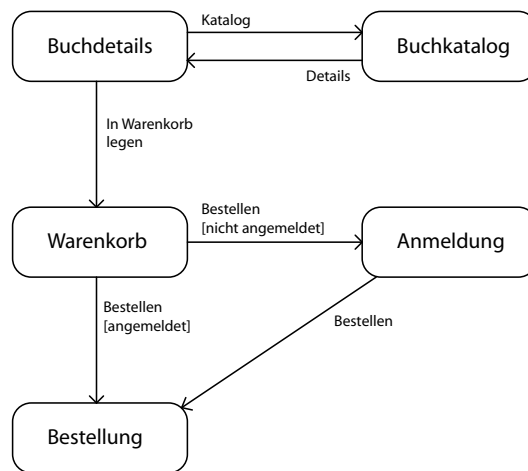 Katalog
Buchdetails
Buchkatalog
Details
In Warenkorb
legen
Bestellen
[nicht angemeldet]
Warenkorb
Anmeldung
Bestellen
[angemeldet]
Bestellen
Bestellung